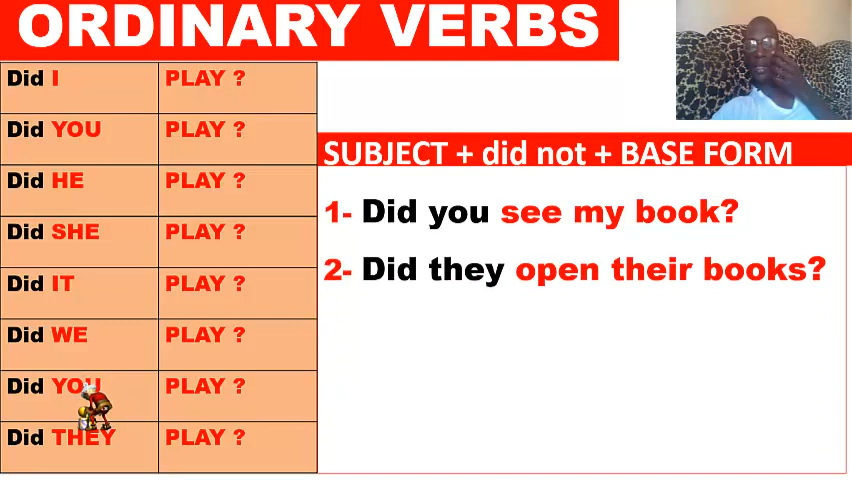 ORDINARY VERBS
Did I PLAY ?
Did YOU PLAY ?
Did HE PLAY ?
Did SHE PLAY ?
Did IT PLAY ?
Did WE PLAY ?
Did YOU PLAY ?
Did THEY PLAY ?
SUBJECT + did not + BASE FORM
1- Did you see my book?
2- Did they open their books?